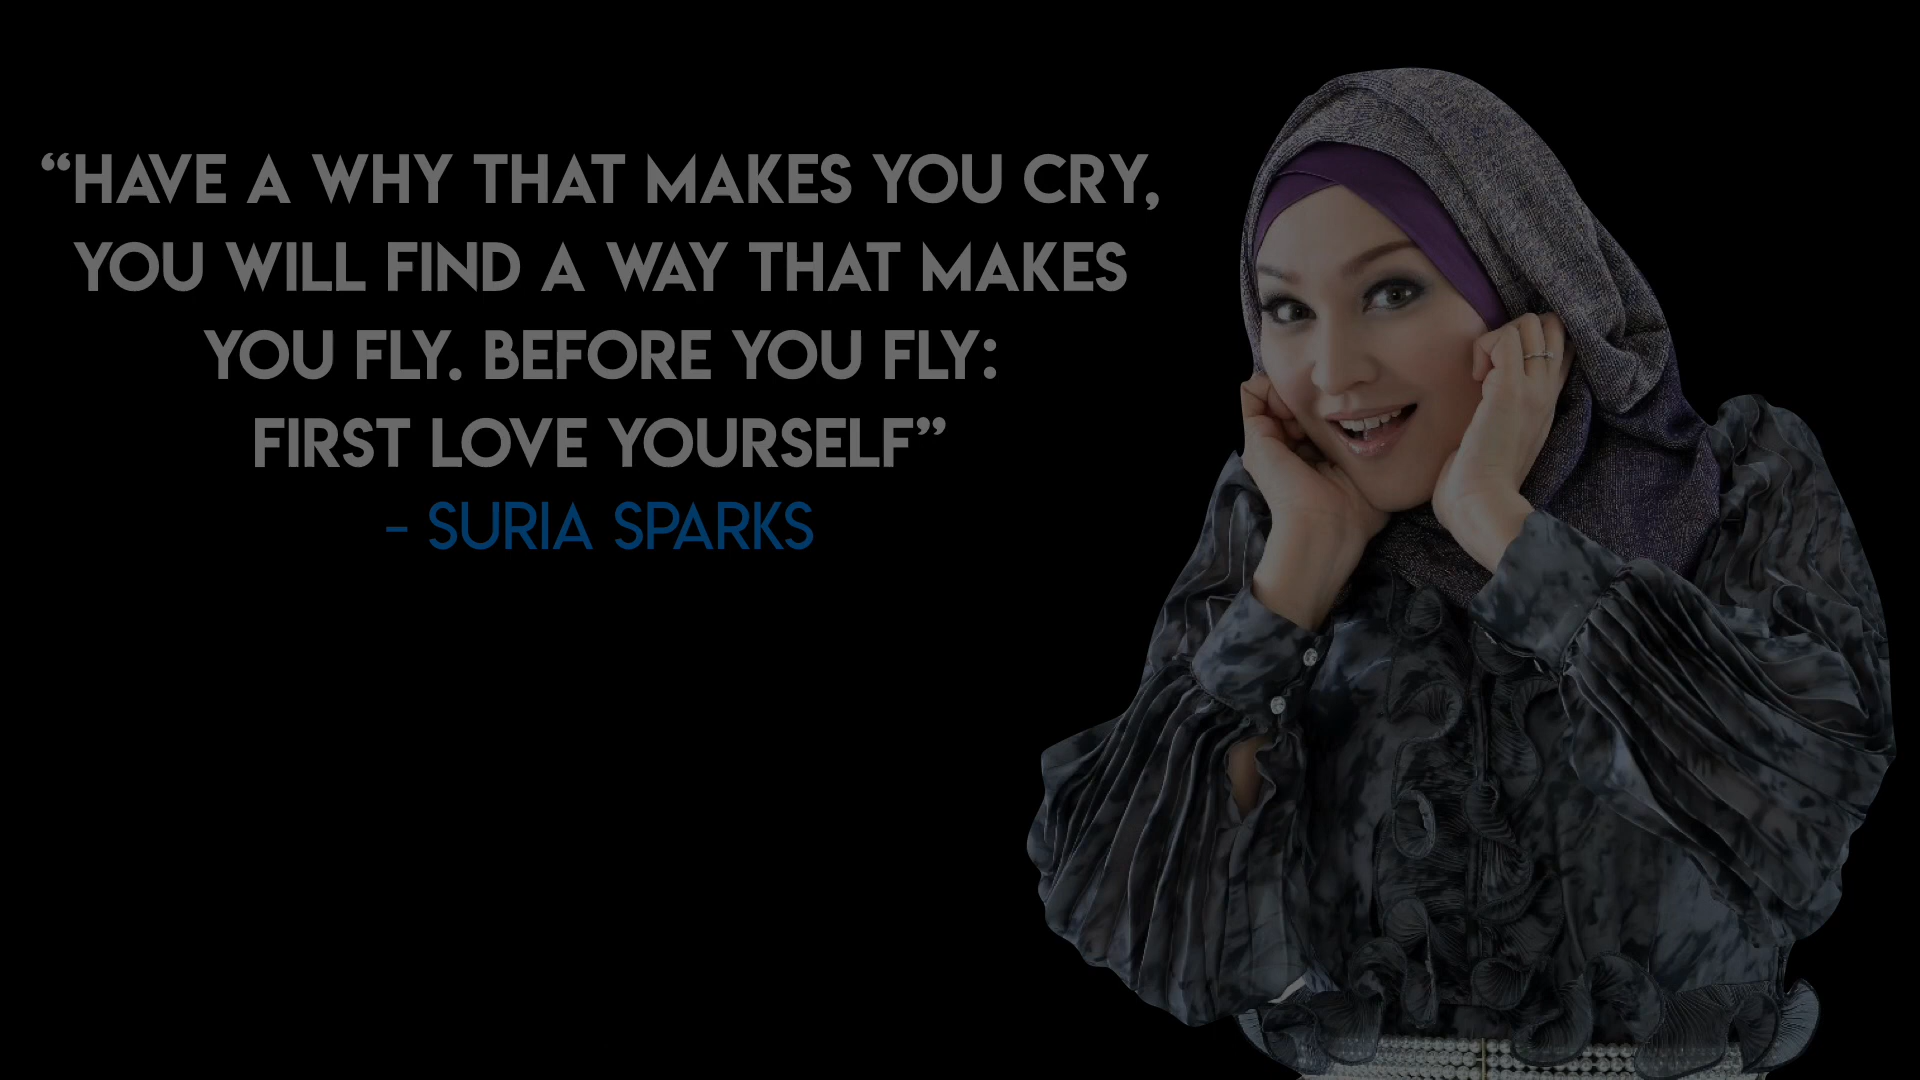 “HAVE A WHY THAT MAKES YOU CRY,
YOU WILL FIND A WAY THAT MAKES
YOU FLY. BEFORE YOU FLY:
FIRST LOVE YOURSELF”
- SURIA SPARKS